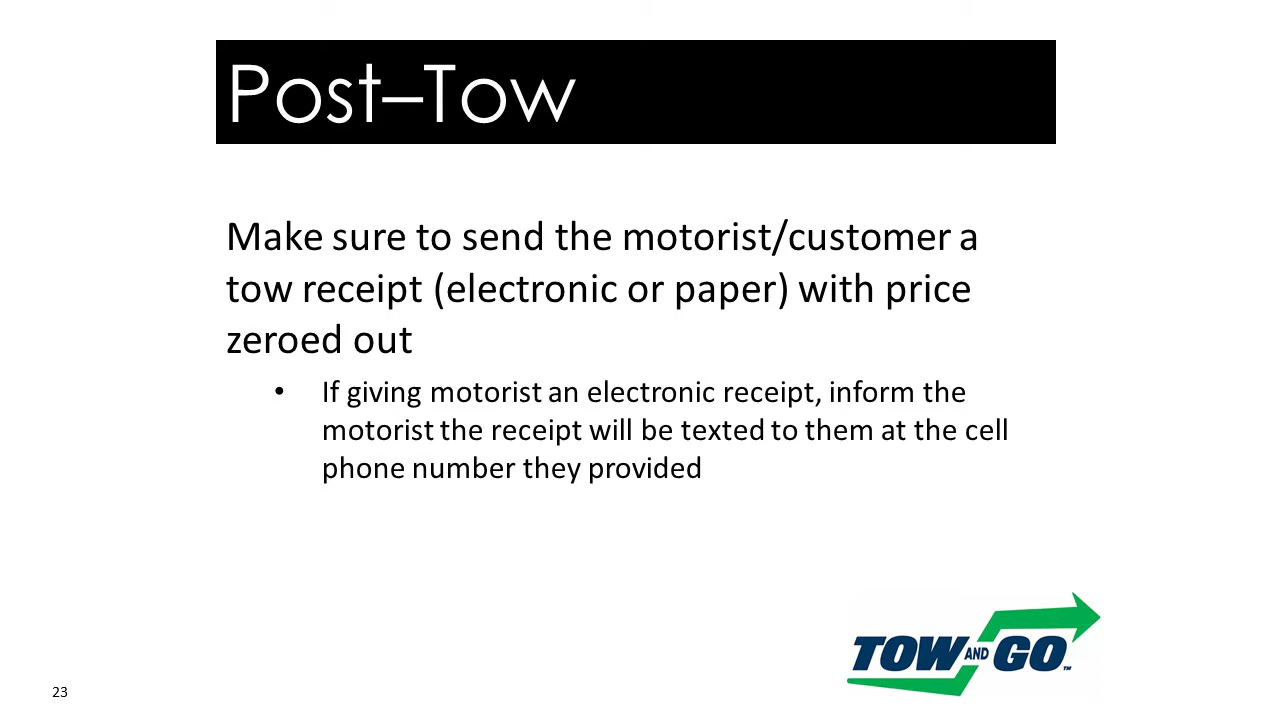 Post–Tow
Make sure to send the motorist/customer a
tow receipt (electronic or paper) with price
zeroed out
• If giving motorist an electronic receipt, inform the
motorist the receipt will be texted to them at the cell
phone number they provided
TOW AND GO™
23